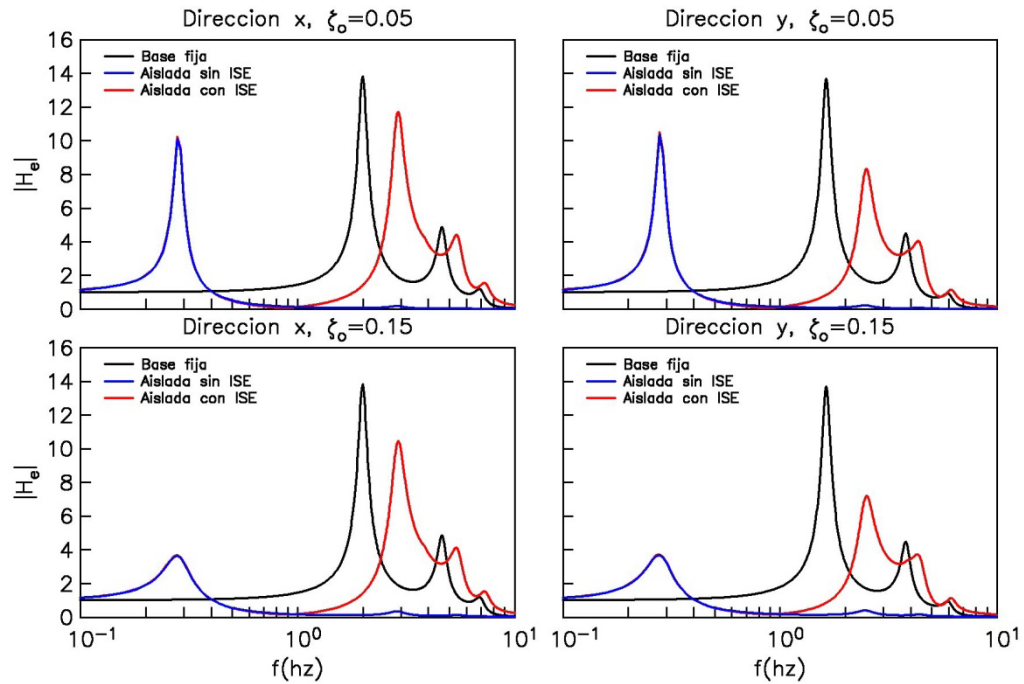 Direccion x, ζo=0.05
16
14
12
10
8
6
4
2
0
|He|
Base fija
Aislada sin ISE
Aislada con ISE
Direccion y, ζo=0.05
Base fija
Aislada sin ISE
Aislada con ISE
Direccion x, ζo=0.15
16
14
12
10
8
6
4
2
0
|He|
Base fija
Aislada sin ISE
Aislada con ISE
10⁻¹
10⁰
10¹
f(hz)
Direccion y, ζo=0.15
Base fija
Aislada sin ISE
Aislada con ISE
10⁻¹
10⁰
10¹
f(hz)